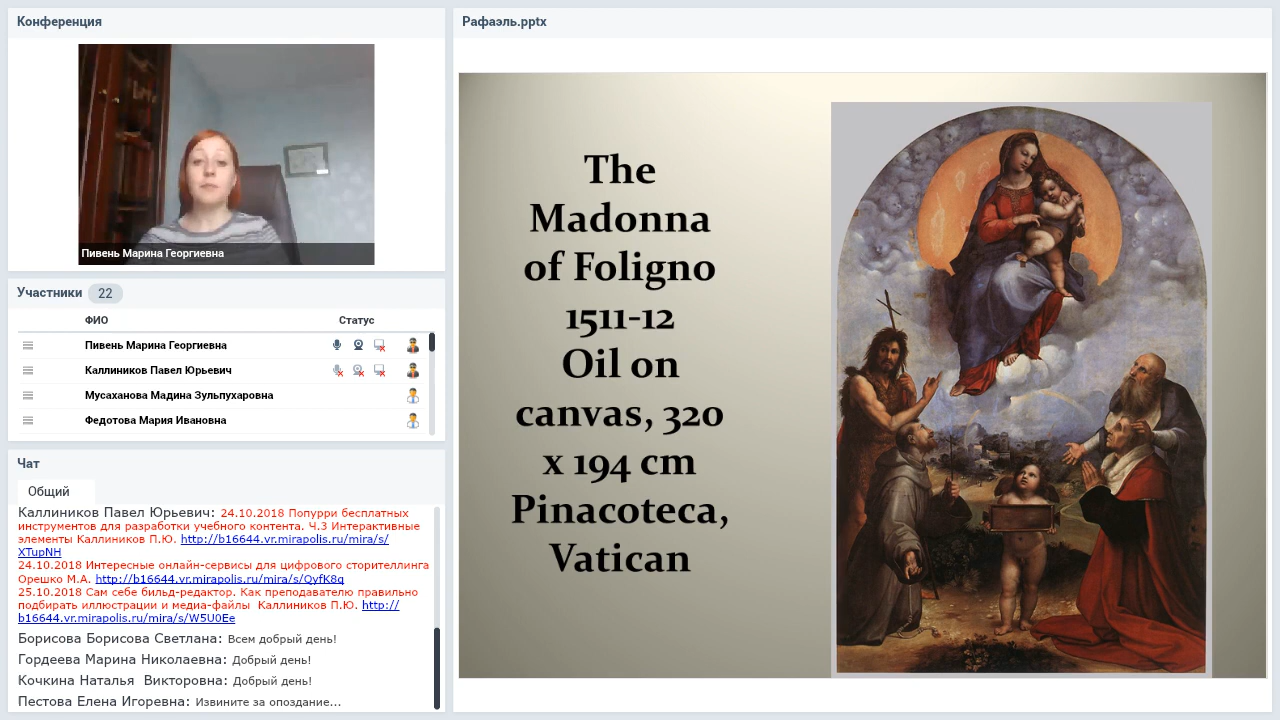 Конференция
Пивень Марина Георгиевна
Участники 22
ФИО Статус
Пивень Марина Георгиевна
Каллиников Павел Юрьевич
Мусаханова Мадина Зульпухаровна
Федотова Мария Ивановна
Чат
Общий
Каллиников Павел Юрьевич: 24.10.2018 Попурри бесплатных
инструментов для разработки учебного контента. Ч.3 Интерактивные
элементы Каллиников П.Ю. http://b16644.vr.mirapolis.ru/mira/s/
XTupNH
24.10.2018 Интересные онлайн-сервисы для цифрового сторителлинга
Орешко М.А. http://b16644.vr.mirapolis.ru/mira/s/QyfK8q
25.10.2018 Сам себе бильд-редактор. Как преподавателю правильно
подбирать иллюстрации и медиа-файлы Каллиников П.Ю. http://
b16644.vr.mirapolis.ru/mira/s/W5U0Ee
Борисова Борисова Светлана: Всем добрый день!
Гордеева Марина Николаевна: Добрый день!
Кочкина Наталья Викторовна: Добрый день!
Пестова Елена Игоревна: Извините за опоздание...
Рафаэль.pptx
The
Madonna
of Foligno
1511-12
Oil on
canvas, 320
x 194 cm
Pinacoteca,
Vatican